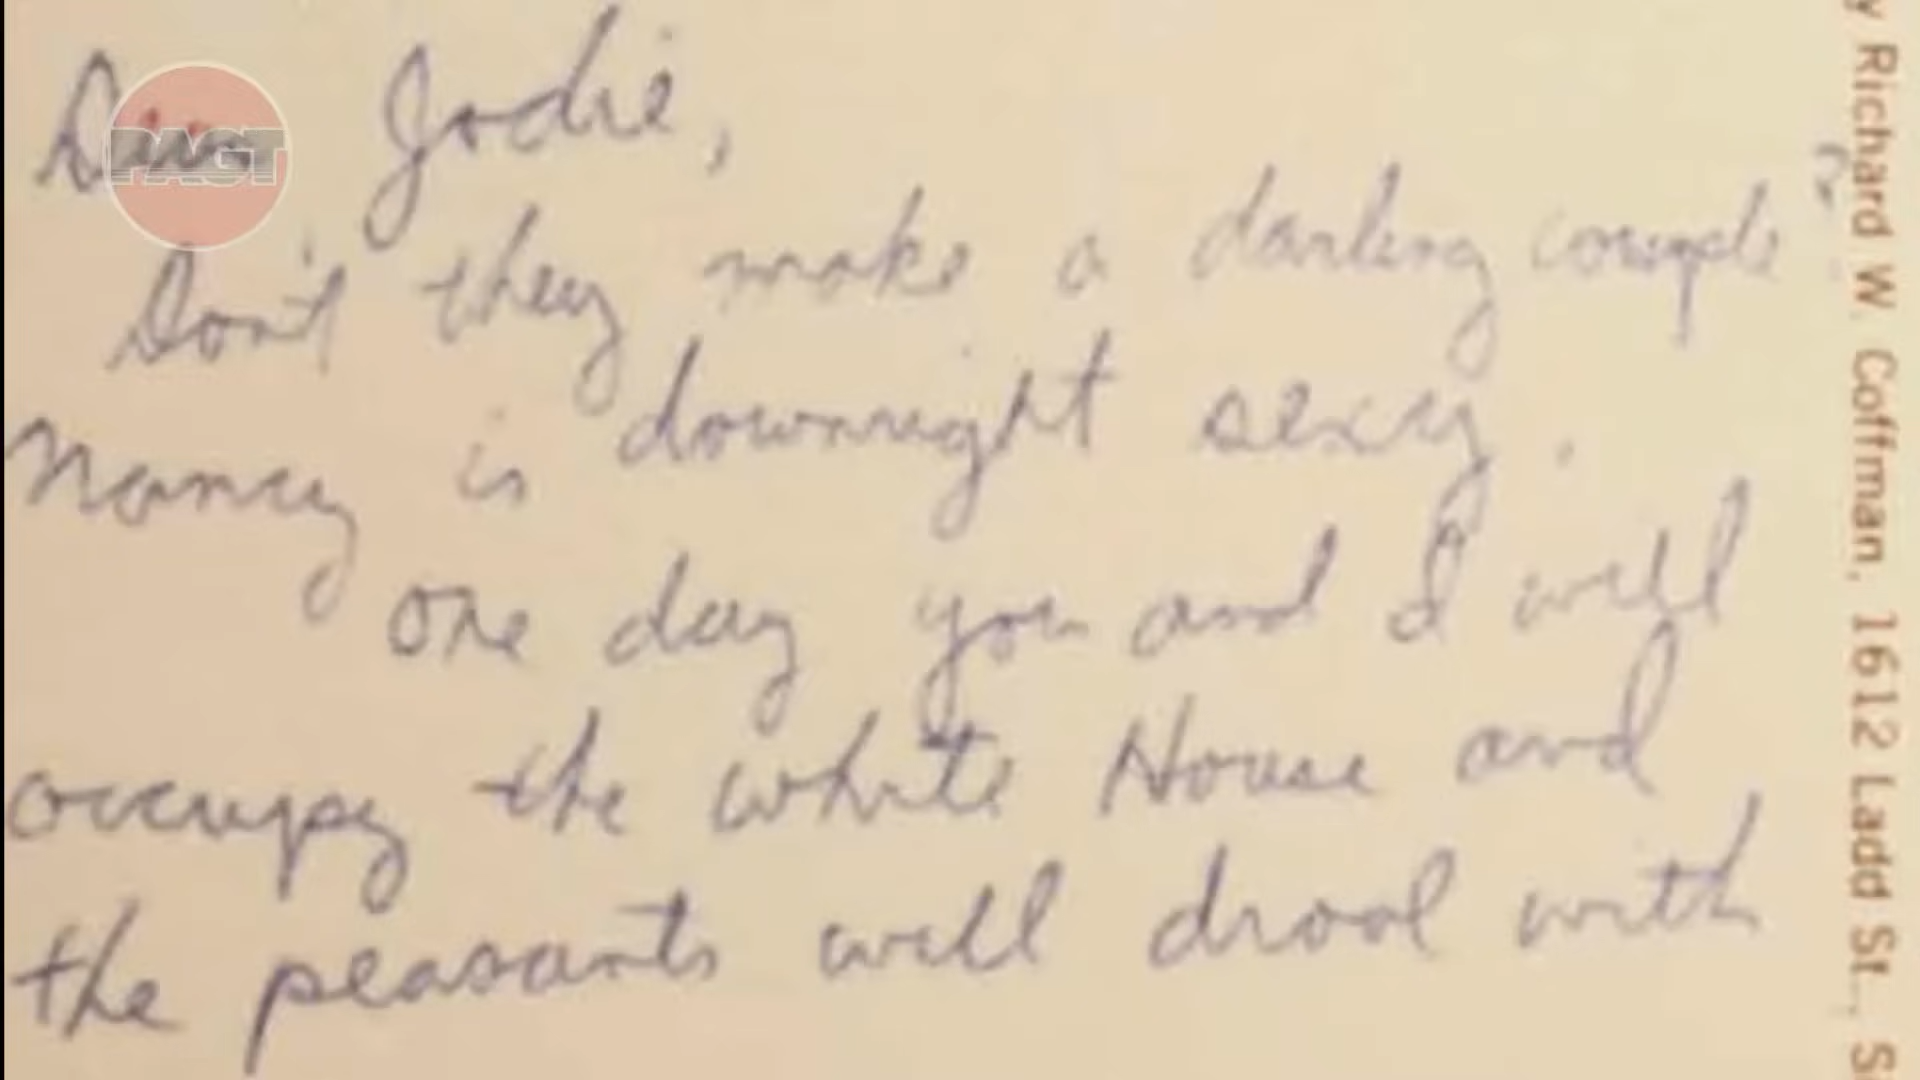 Dear Jodie,
Don't they make a darling couple?
Nancy is downright sexy.
One day you and I will
occupy the White House and
the peasants will drool with
PAGT
y Richard W. Coffman, 1612 Ladd St., S